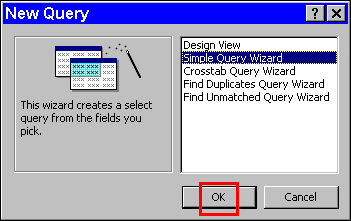 New Query
Design View
Simple Query Wizard
Crosstab Query Wizard
Find Duplicates Query Wizard
Find Unmatched Query Wizard
This wizard creates a select
query from the fields you
pick.
OK
Cancel